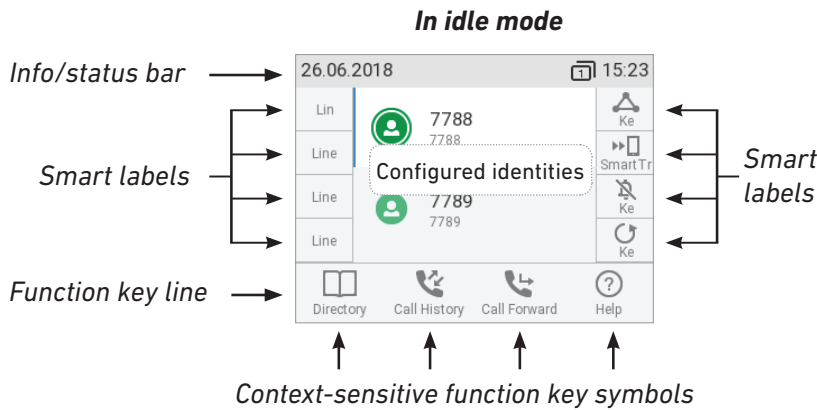 In idle mode
Info/status bar
26.06.2018
1
15:23
Smart labels
Lin
Line
Line
Line
7788
7788
Configured identities
7789
7789
Ke
SmartTr
Ke
Ke
Smart
labels
Function key line
Directory
Call History
Call Forward
?
Help
Context-sensitive function key symbols